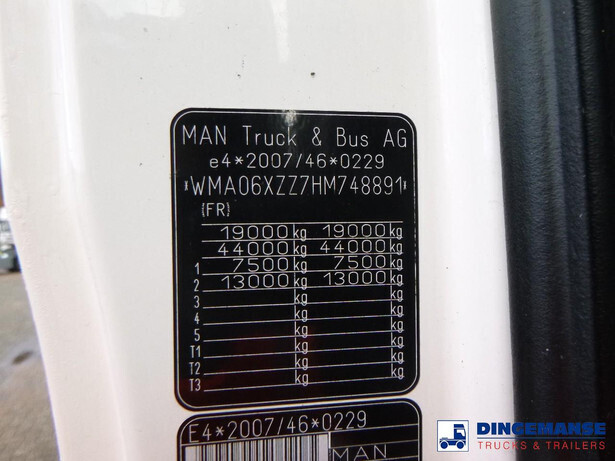 MAN Truck & Bus AG
e4*2007/46*0229
*WMA06XZZ7HM748891*
(FR)
19000 kg 19000 kg
44000 kg 44000 kg
1 7500 kg 7500 kg
2 13000 kg 13000 kg
3 kg kg
4 kg kg
5 kg kg
T1 kg kg
T2 kg kg
T3 kg kg
E4*2007/46*0229
MAN
DINGEMANSE
TRUCKS & TRAILERS